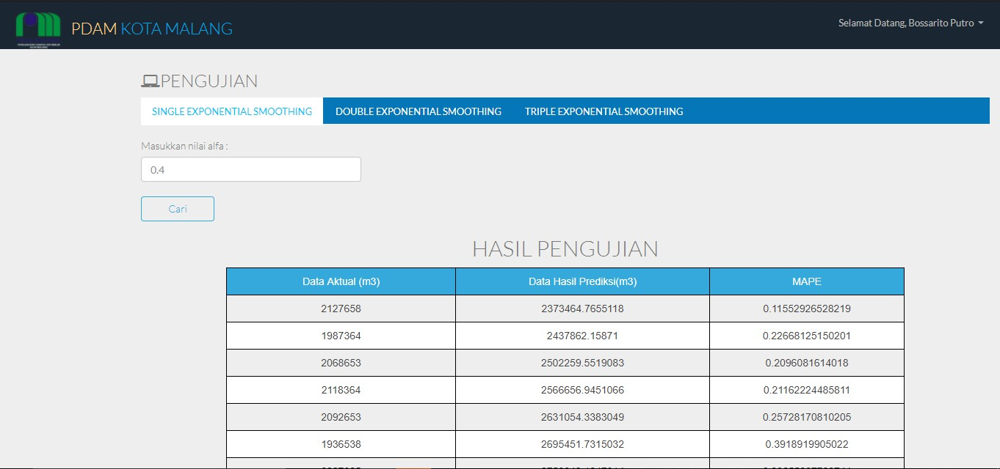 PDAM KOTA MALANG
Selamat Datang, Bossarito Putro
PENGUJIAN
SINGLE EXPONENTIAL SMOOTHING DOUBLE EXPONENTIAL SMOOTHING TRIPLE EXPONENTIAL SMOOTHING
Masukkan nilai alfa :
0.4
Cari
HASIL PENGUJIAN
Data Aktual (m3) Data Hasil Prediksi(m3) MAPE
2127658 2373464.7655118 0.11552926528219
1987364 2437862.15871 0.22668125150201
2068653 2502259.5519083 0.2096081614018
2118364 2566656.9451066 0.21162224485811
2092653 2631054.3383049 0.25728170810205
1936538 2695451.7315032 0.3918919905022